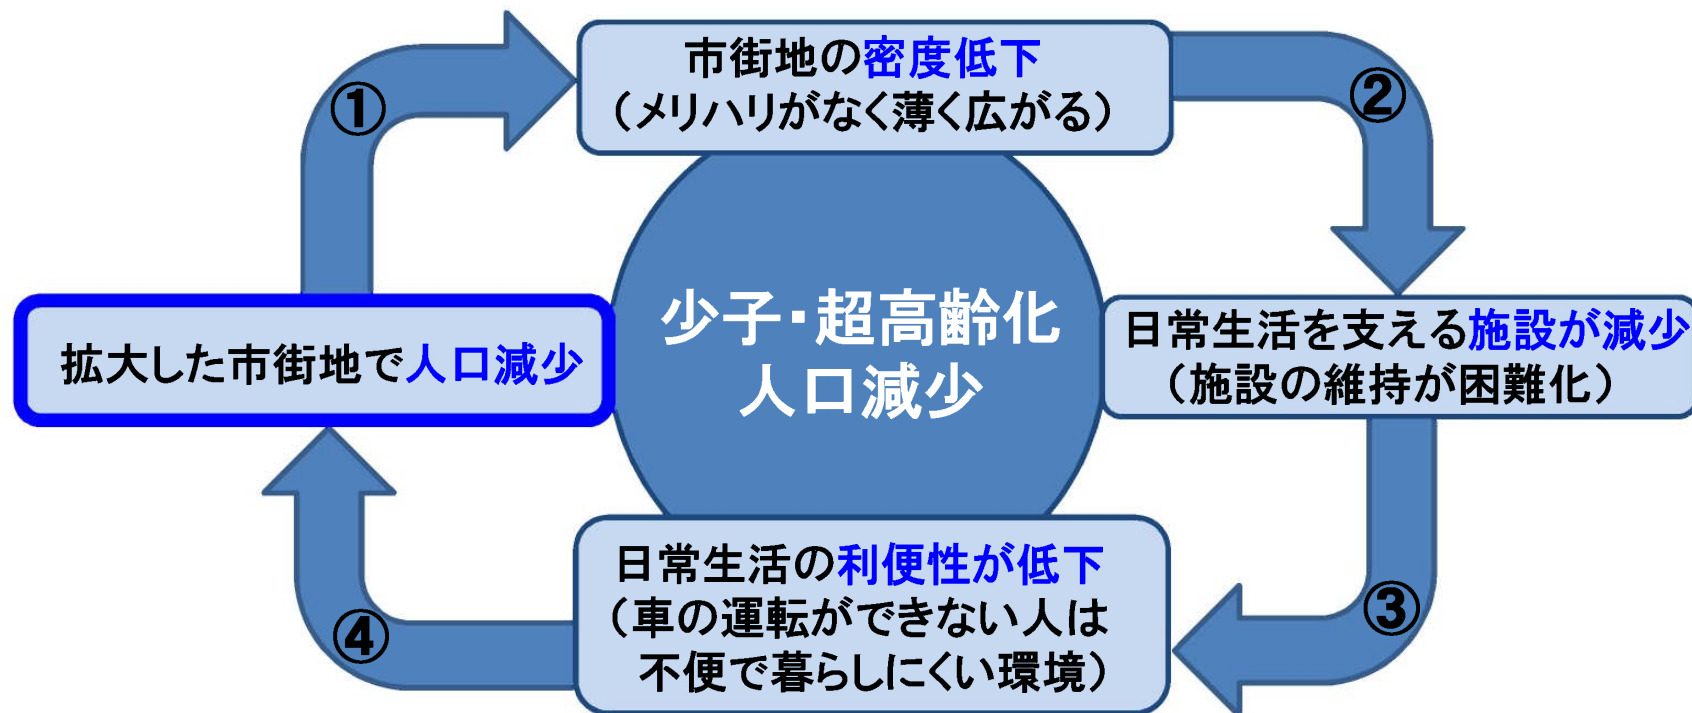 ①
市街地の密度低下
（メリハリがなく薄く広がる）
②
少子・超高齢化
人口減少
拡大した市街地で人口減少
日常生活を支える施設が減少
（施設の維持が困難化）
③
日常生活の利便性が低下
（車の運転ができない人は
不便で暮らしにくい環境）
④